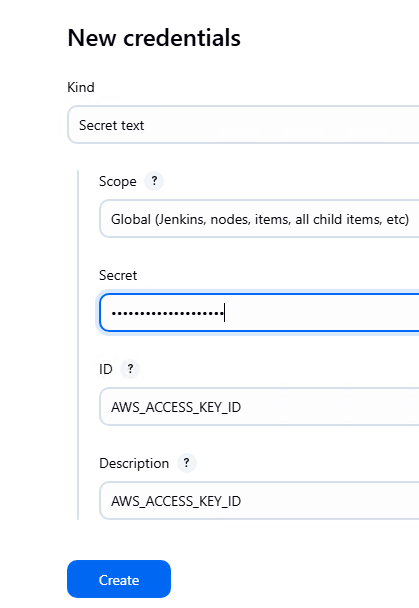 New credentials
Kind
Secret text
Scope ?
Global (Jenkins, nodes, items, all child items, etc)
Secret
••••••••••••••••••••
ID ?
AWS_ACCESS_KEY_ID
Description ?
AWS_ACCESS_KEY_ID
Create